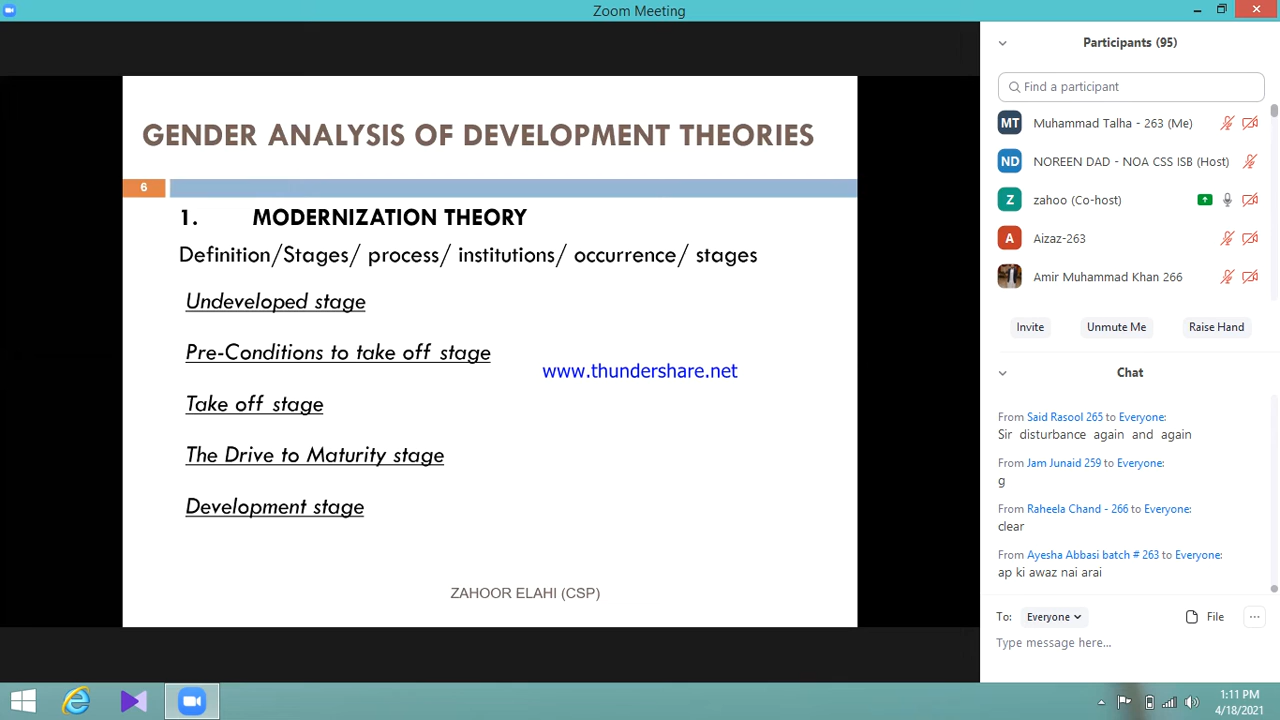 Zoom Meeting
GENDER ANALYSIS OF DEVELOPMENT THEORIES
6
1. MODERNIZATION THEORY
Definition/Stages/ process/ institutions/ occurrence/ stages
Undeveloped stage
Pre-Conditions to take off stage
www.thundershare.net
Take off stage
The Drive to Maturity stage
Development stage
ZAHOOR ELAHI (CSP)
Participants (95)
Find a participant
MT Muhammad Talha - 263 (Me)
ND NOREEN DAD - NOA CSS ISB (Host)
Z zahoo (Co-host)
A Aizaz-263
Amir Muhammad Khan 266
Invite Unmute Me Raise Hand
Chat
From Said Rasool 265 to Everyone:
Sir disturbance again and again
From Jam Junaid 259 to Everyone:
g
From Raheela Chand - 266 to Everyone:
clear
From Ayesha Abbasi batch # 263 to Everyone:
ap ki awaz nai arai
To: Everyone File
Type message here...
1:11 PM
4/18/2021